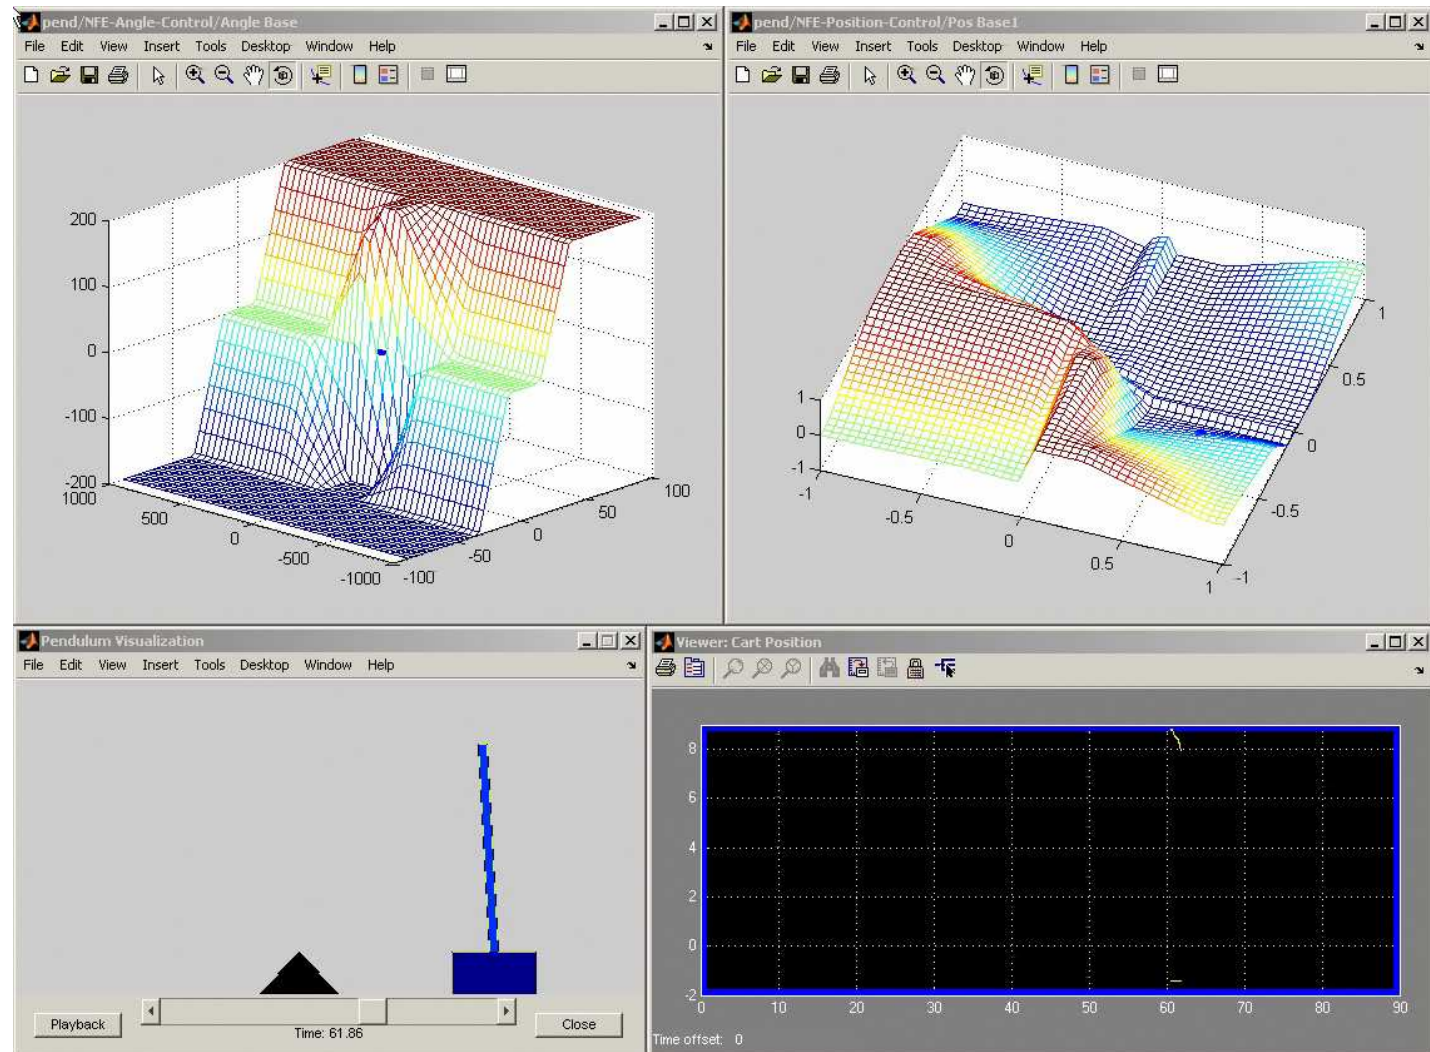 pend/NFE-Angle-Control/Angle Base
File Edit View Insert Tools Desktop Window Help
200
100
0
-100
-200
1000
500
0
-500
-1000
-100
-50
0
50
100
pend/NFE-Position-Control/Pos Base1
File Edit View Insert Tools Desktop Window Help
1
0
-1
-1
-0.5
0
0.5
1
-1
-0.5
0
0.5
1
Pendulum Visualization
File Edit View Insert Tools Desktop Window Help
Playback
Time: 61.86
Close
Viewer: Cart Position
8
6
4
2
0
-2
0 10 20 30 40 50 60 70 80 90
Time offset: 0